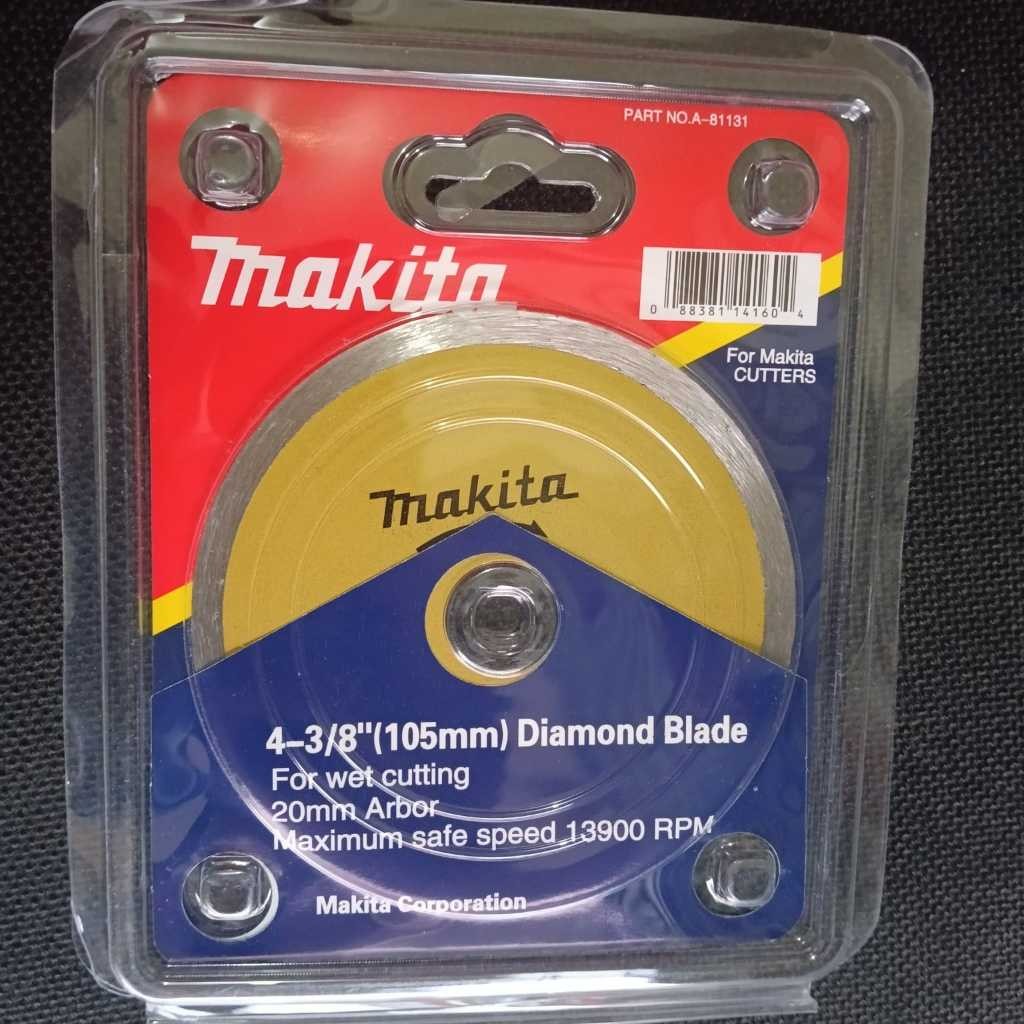 PART NO.A-81131
makita
0 88381 14160 4
For Makita
CUTTERS
makita
4-3/8"(105mm) Diamond Blade
For wet cutting
20mm Arbor
Maximum safe speed 13900 RPM
Makita Corporation